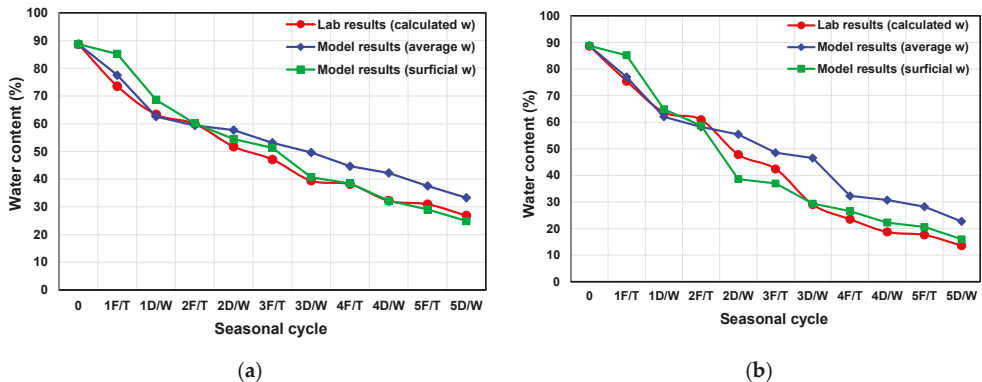 100
90
80
70
60
50
40
30
20
10
0
Water content (%)
Lab results (calculated w)
Model results (average w)
Model results (surficial w)
0 1F/T 1D/W 2F/T 2D/W 3F/T 3D/W 4F/T 4D/W 5F/T 5D/W
Seasonal cycle
(a)
100
90
80
70
60
50
40
30
20
10
0
Water content (%)
Lab results (calculated w)
Model results (average w)
Model results (surficial w)
0 1F/T 1D/W 2F/T 2D/W 3F/T 3D/W 4F/T 4D/W 5F/T 5D/W
Seasonal cycle
(b)